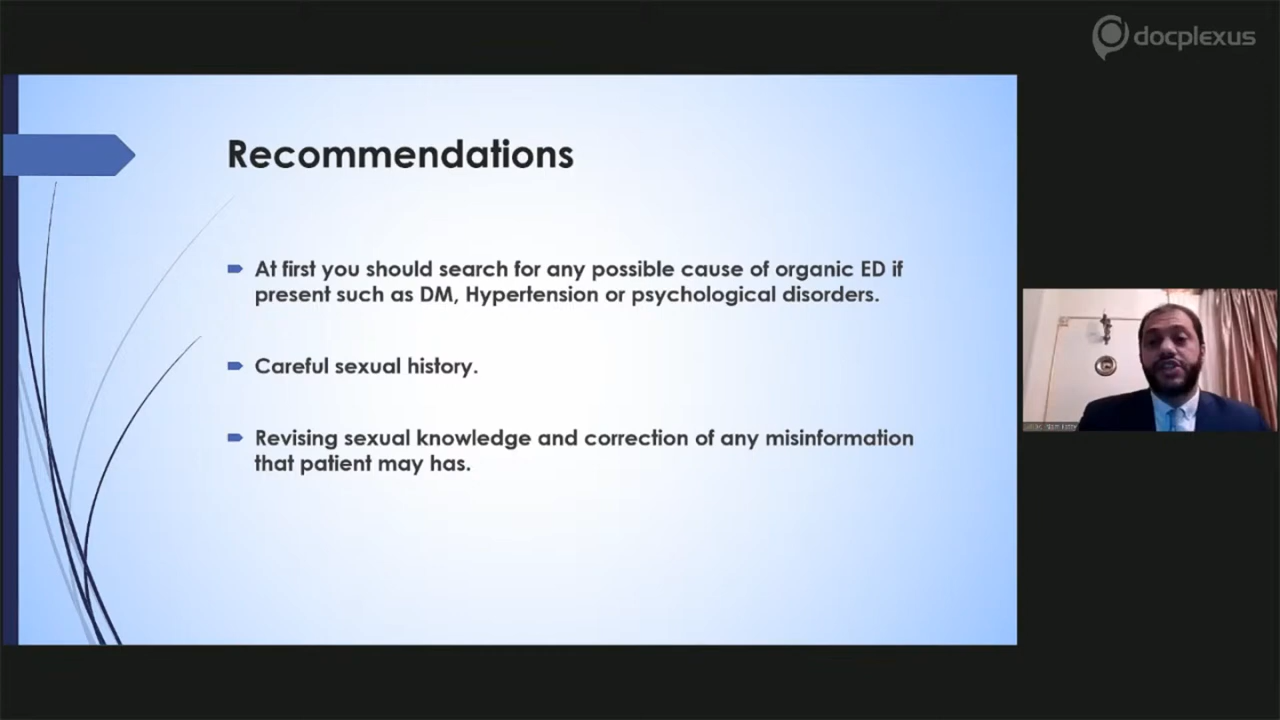 docplexus
Recommendations
At first you should search for any possible cause of organic ED if
present such as DM, Hypertension or psychological disorders.
Careful sexual history.
Revising sexual knowledge and correction of any misinformation
that patient may has.